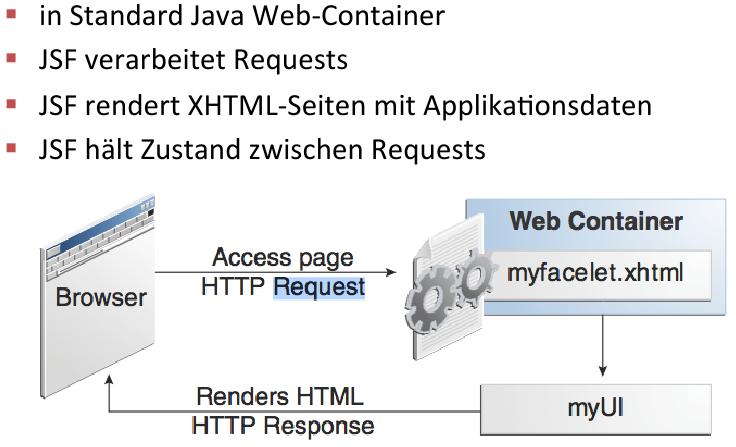 in Standard Java Web-Container
JSF verarbeitet Requests
JSF rendert XHTML-Seiten mit Applikationsdaten
JSF hält Zustand zwischen Requests
Web Container
Access page
myfacelet.xhtml
Browser
HTTP Request
Renders HTML
myUI
HTTP Response